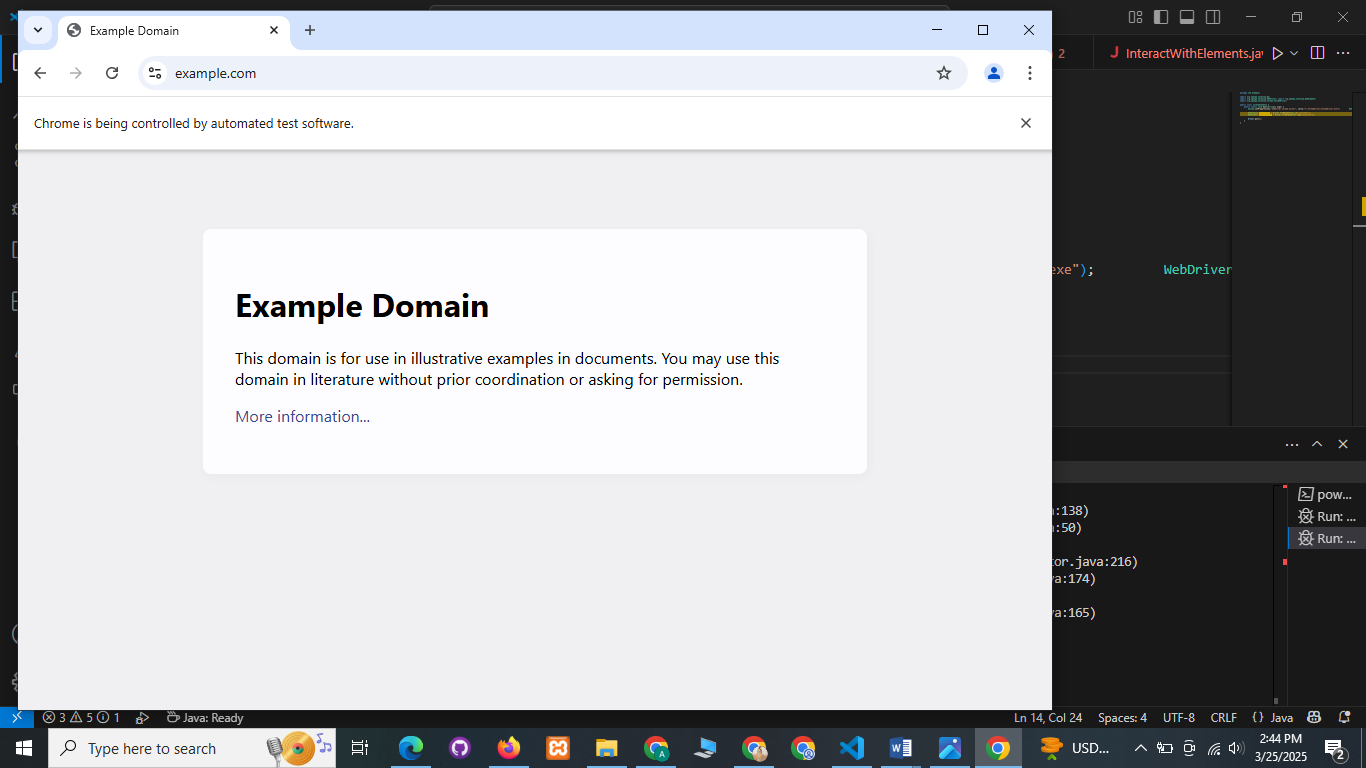 Example Domain
example.com
Chrome is being controlled by automated test software.
Example Domain
This domain is for use in illustrative examples in documents. You may use this
domain in literature without prior coordination or asking for permission.
More information...
2
InteractWithElements.jav
exe"); WebDriver
pow...
:138)
Run: ...
:50)
Run: ...
tor.java:216)
va:174)
va:165)
3 5 1 Java: Ready
Ln 14, Col 24 Spaces: 4 UTF-8 CRLF {} Java
Type here to search
USD...
2:44 PM
3/25/2025
2